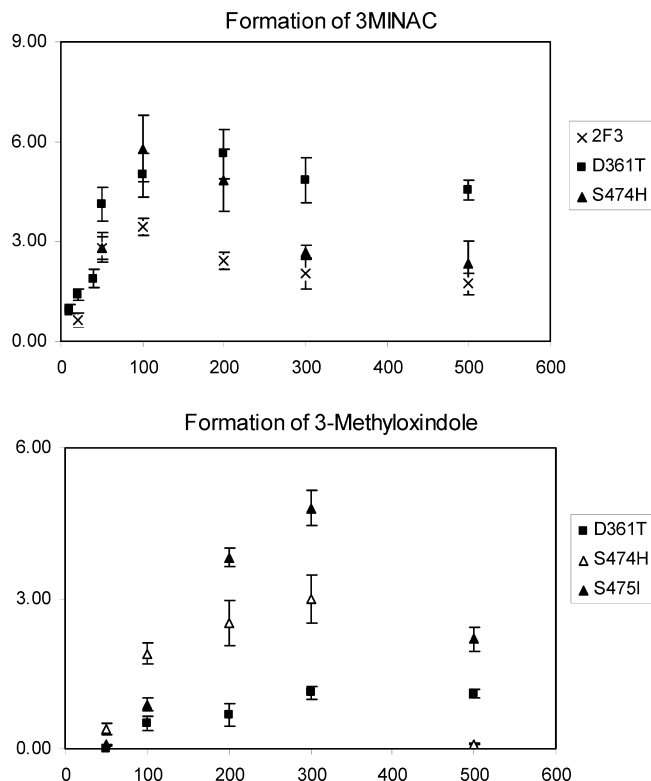 Formation of 3MINAC
9.00
6.00
3.00
0.00
0 100 200 300 400 500 600
2F3
D361T
S474H
Formation of 3-Methyloxindole
6.00
3.00
0.00
0 100 200 300 400 500 600
D361T
S474H
S475I